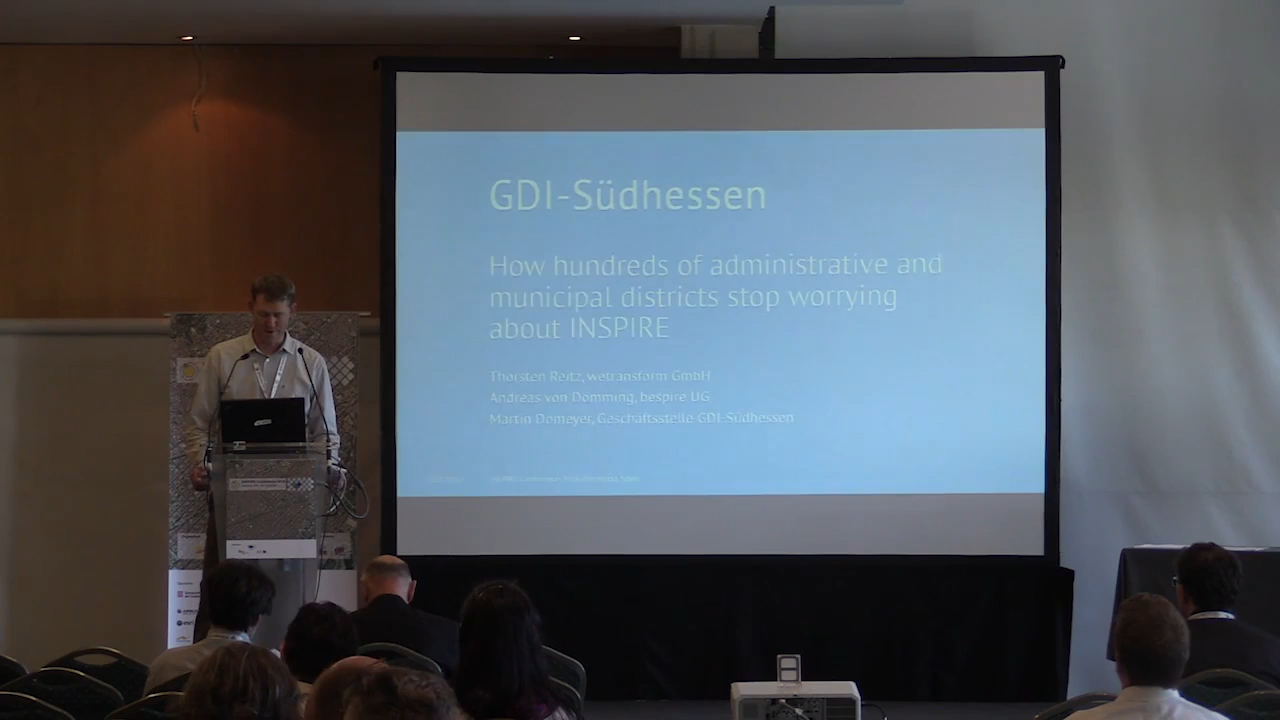 GDI-Südhessen
How hundreds of administrative and
municipal districts stop worrying
about INSPIRE
Thorsten Reitz, wetransform GmbH
Andreas von Dömming, bespire UG
Martin Domeyer, Geschäftsstelle GDI-Südhessen
esri